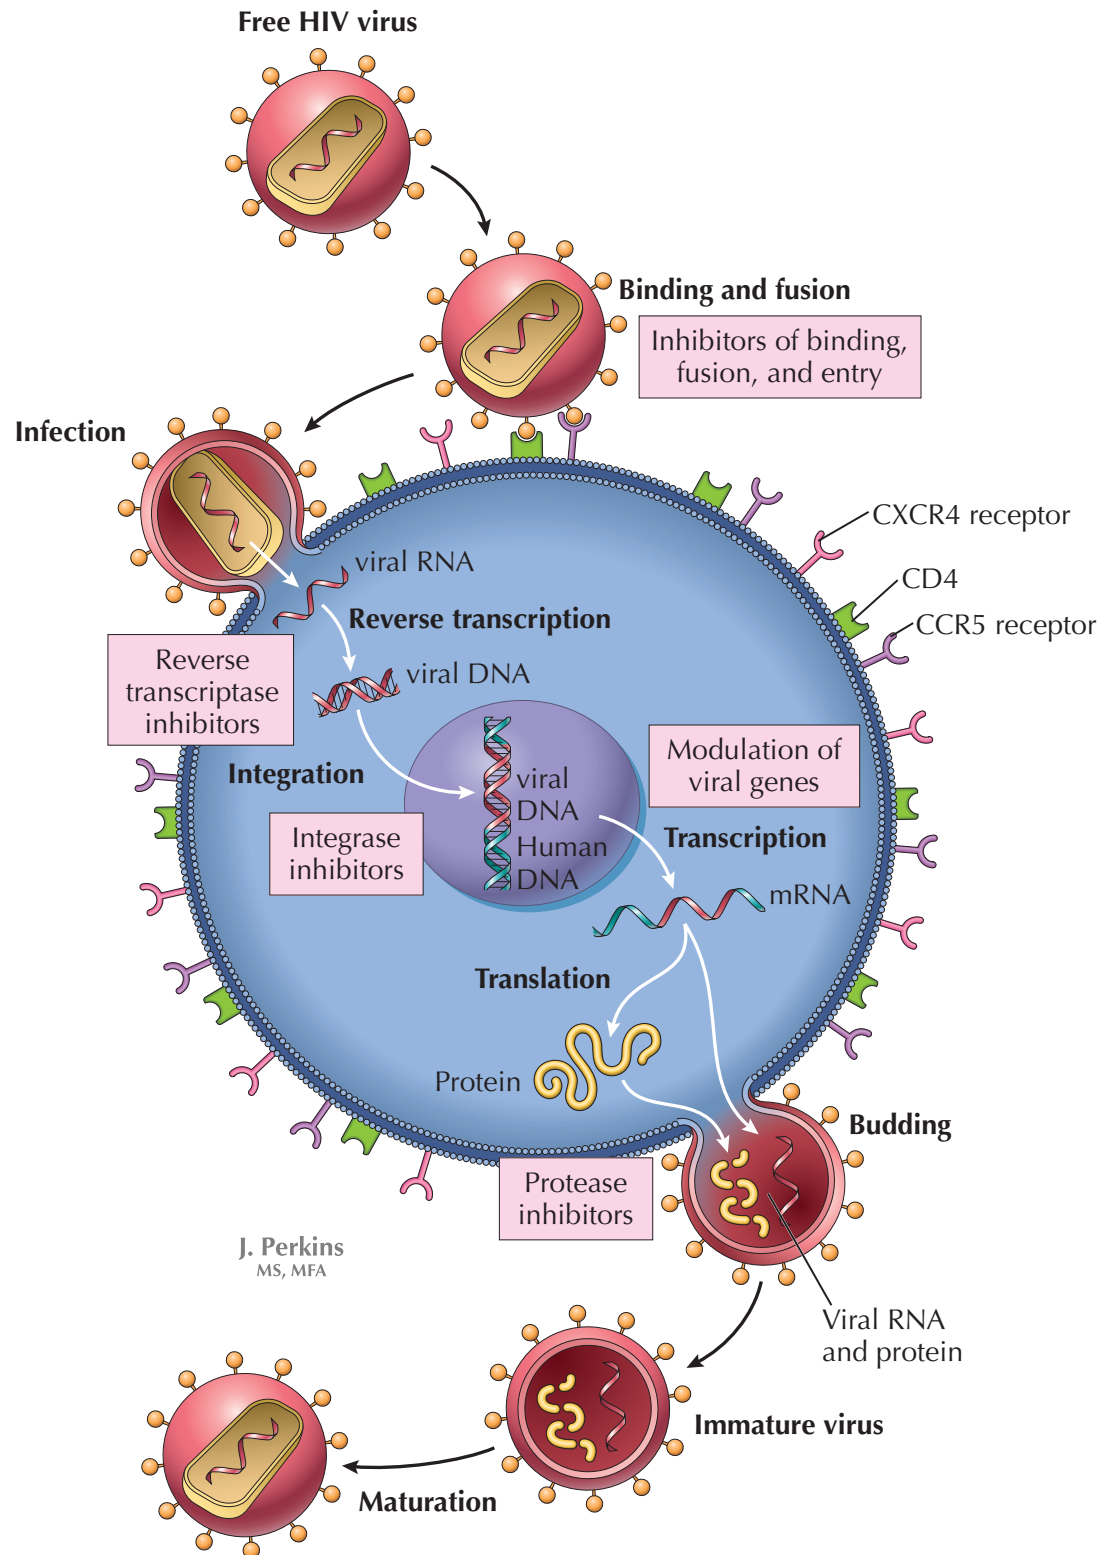 Free HIV virus
Binding and fusion
Inhibitors of binding,
fusion, and entry
Infection
CXCR4 receptor
viral RNA
CD4
Reverse transcription
CCR5 receptor
Reverse
transcriptase
inhibitors
viral DNA
Integration
Modulation of
viral genes
viral
DNA
Human
DNA
Integrase
inhibitors
Transcription
mRNA
Translation
Protein
Budding
Protease
inhibitors
J. Perkins
MS, MFA
Viral RNA
and protein
Immature virus
Maturation